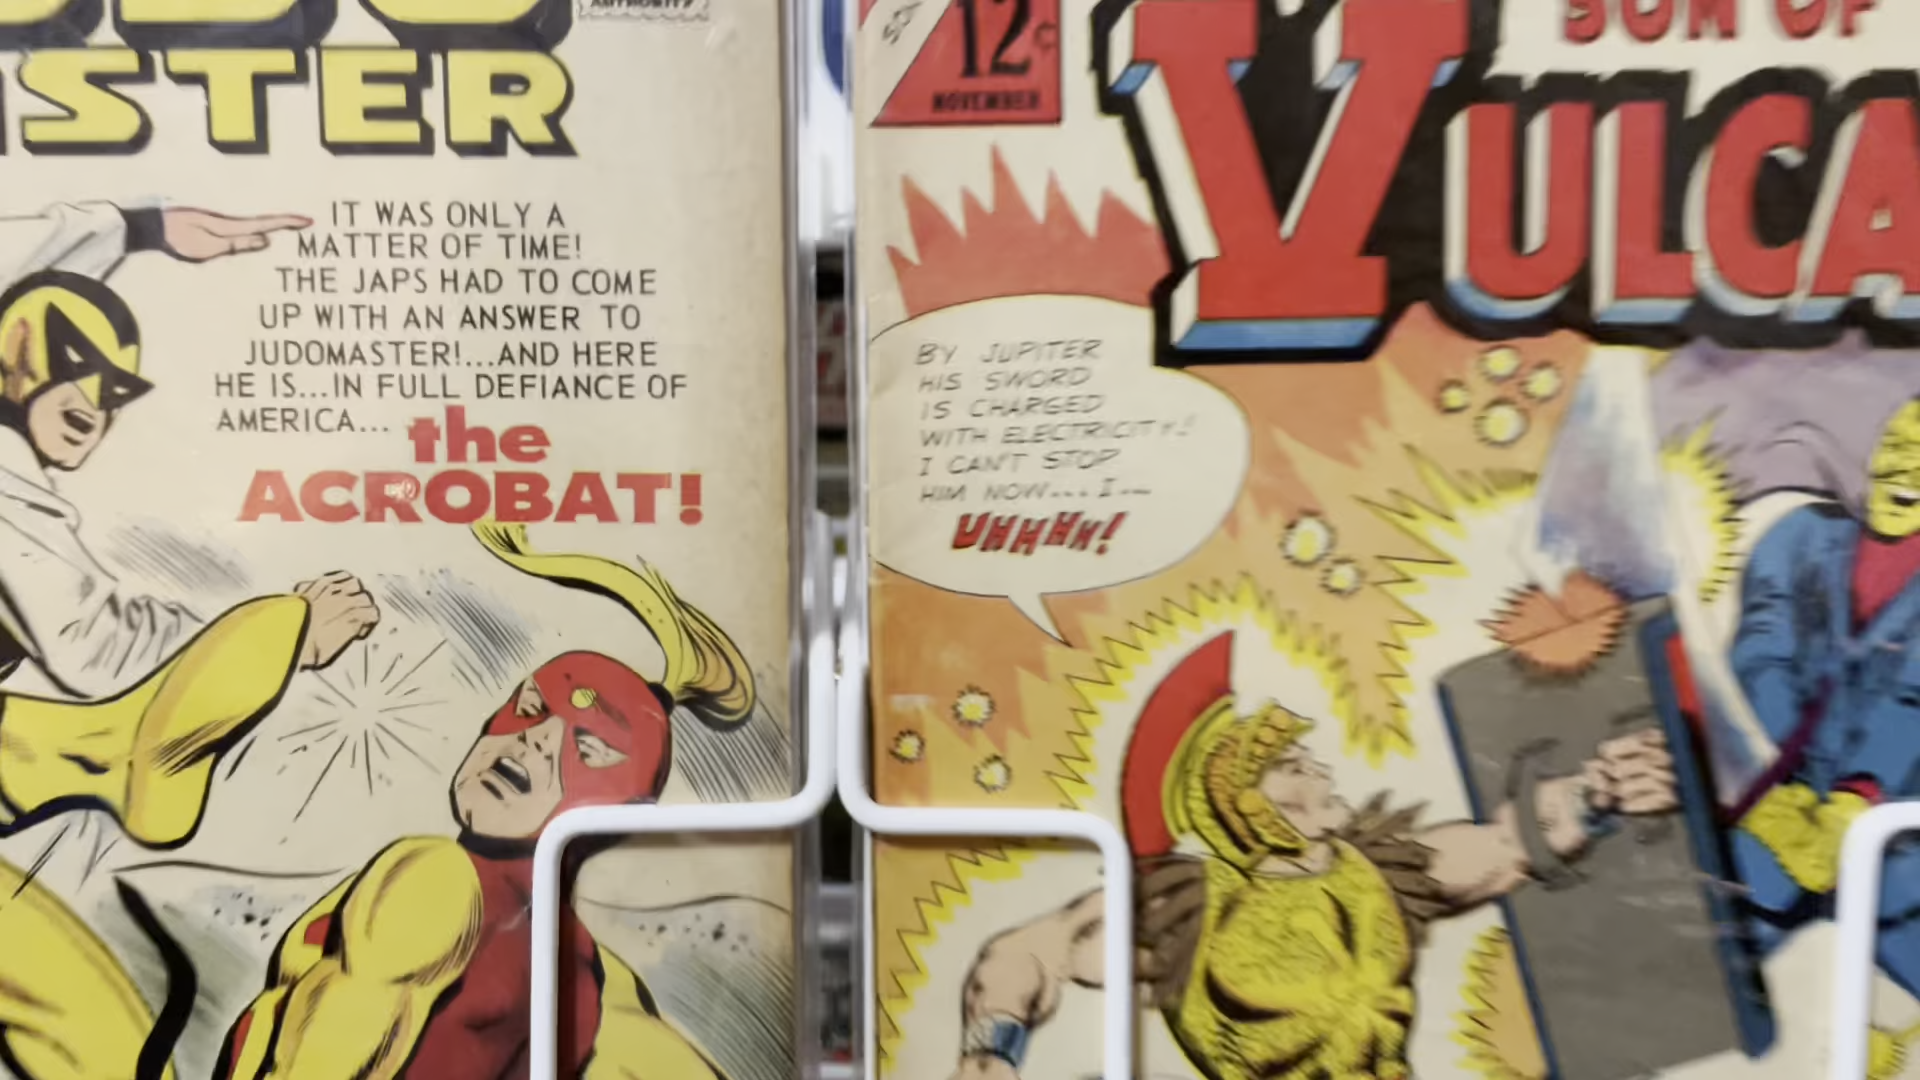 AUTHORITY
STER
IT WAS ONLY A
MATTER OF TIME!
THE JAPS HAD TO COME
UP WITH AN ANSWER TO
JUDOMASTER!...AND HERE
HE IS...IN FULL DEFIANCE OF
AMERICA...
the
ACROBAT!
12¢
NOVEMBER
SON OF
VULCA
BY JUPITER
HIS SWORD
IS CHARGED
WITH ELECTRICITY!
I CAN'T STOP
HIM NOW...I--
UHHHH!